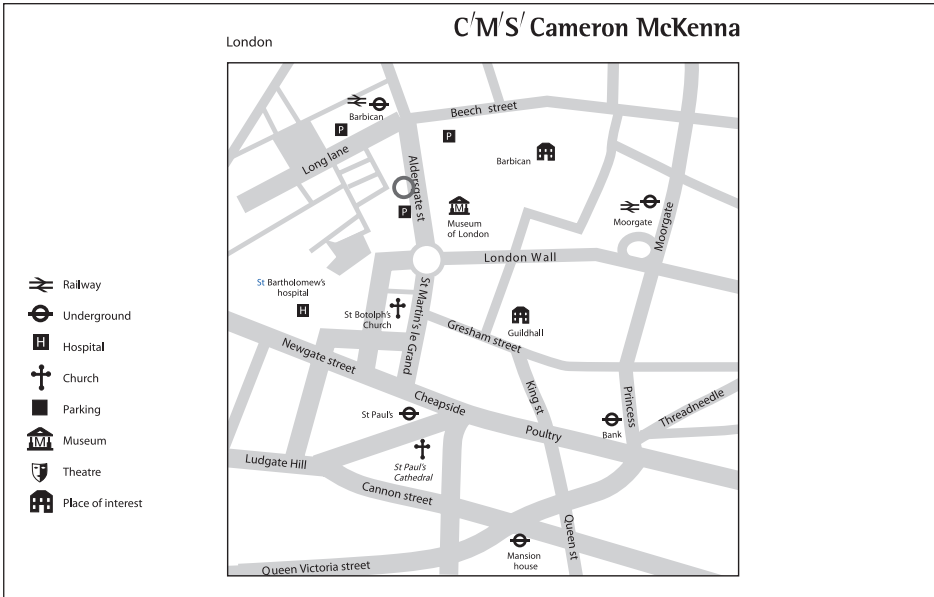 C'M'S' Cameron McKenna
London
Barbican
P
P
Beech street
Long lane
Barbican
Aldersgate st
P
M
Museum
of London
Moorgate
Moorgate
London Wall
St Bartholomew's
hospital
H
St Botolph's
Church
St Martin's le Grand
Gresham street
Guildhall
Newgate street
Cheapside
King st
Princess
Threadneedle
St Paul's
Poultry
Bank
Ludgate Hill
St Paul's
Cathedral
Cannon street
Queen st
Mansion
house
Queen Victoria street
Railway
Underground
H Hospital
Church
Parking
M Museum
Theatre
Place of interest